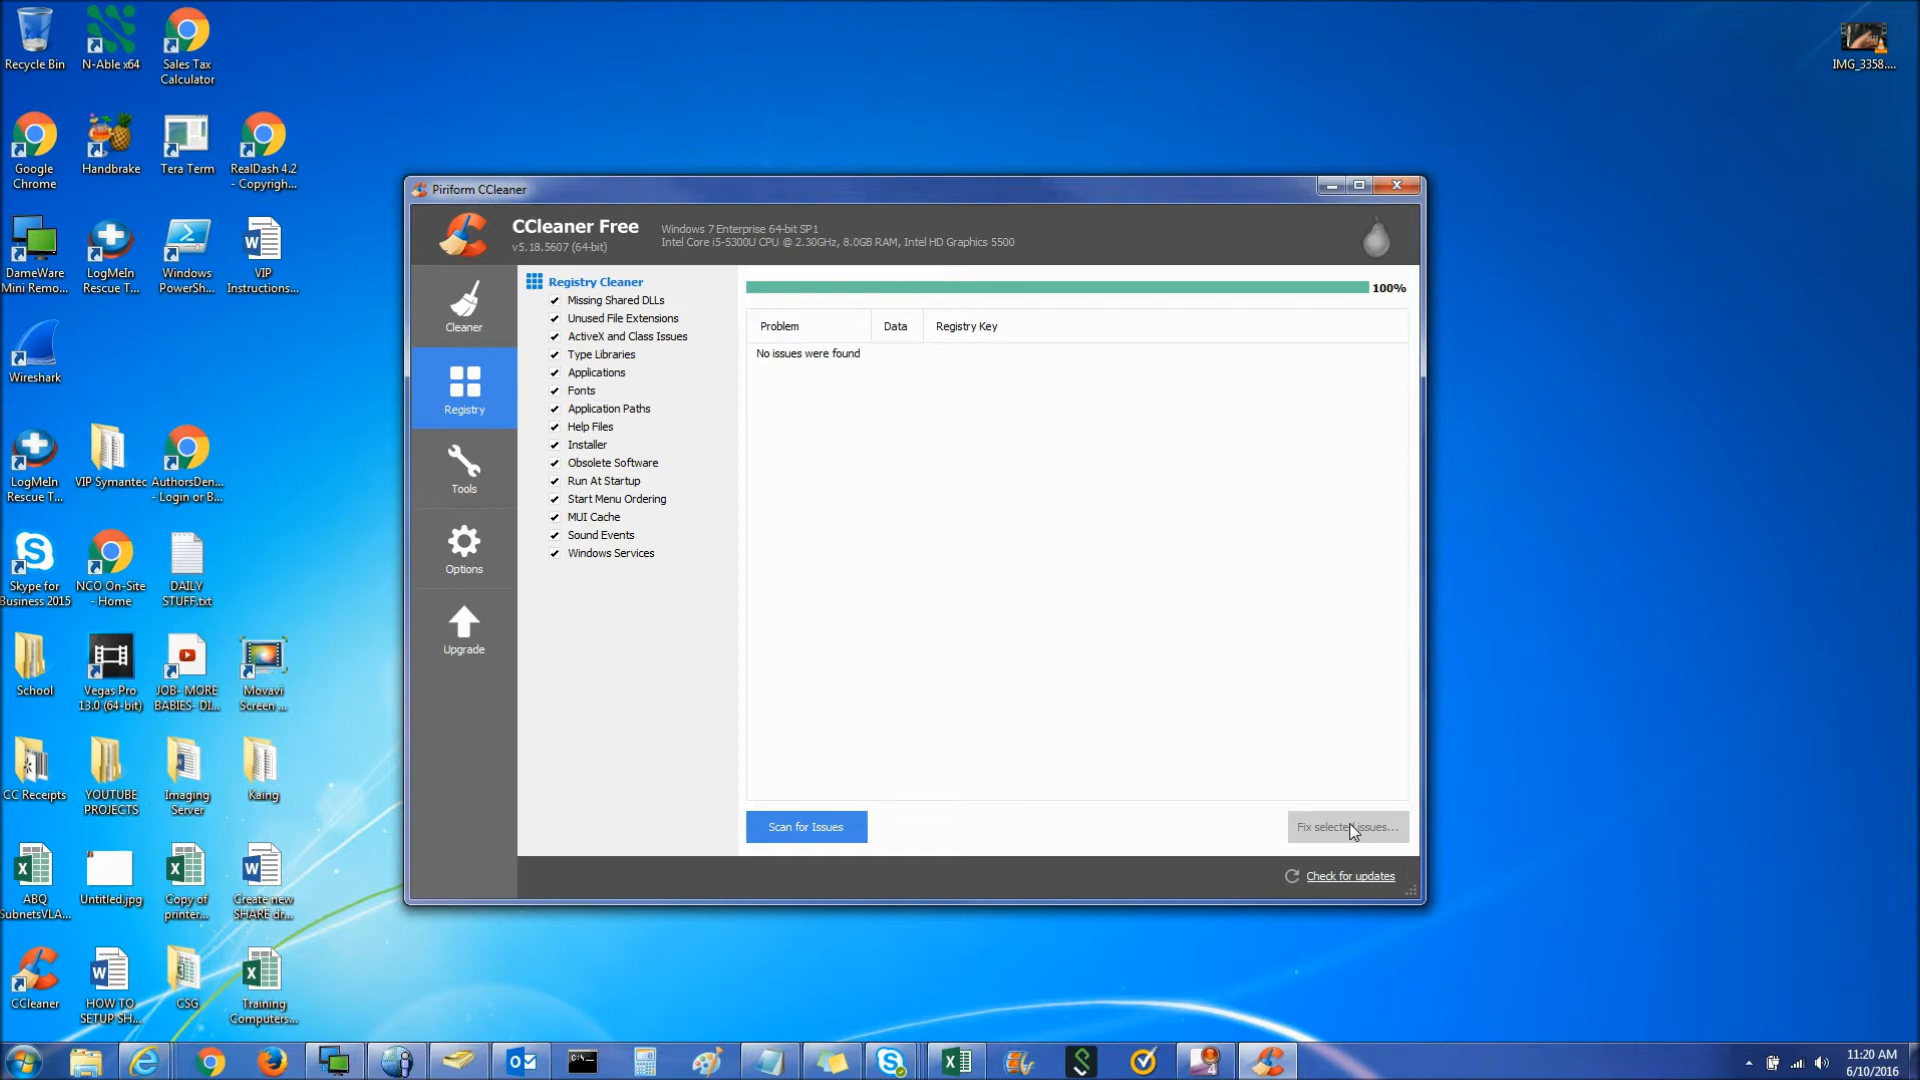 Recycle Bin
N-Able x64
Sales Tax
Calculator
IMG_3358....
Google
Chrome
Handbrake
Tera Term
RealDash 4.2
- Copyrigh...
DameWare
Mini Remo...
LogMeIn
Rescue T...
Windows
PowerSh...
VIP
Instructions...
Wireshark
LogMeIn
Rescue T...
VIP Symantec
AuthorsDen...
- Login or B...
Skype for
Business 2015
NCO On-Site
- Home
DAILY
STUFF.txt
School
Vegas Pro
13.0 (64-bit)
JOB- MORE
BABIES- DI...
Movavi
Screen ...
CC Receipts
YOUTUBE
PROJECTS
Imaging
Server
Kaing
ABQ
SubnetsVLA...
Untitled.jpg
Copy of
printer...
Create new
SHARE dr...
CCleaner
HOW TO
SETUP SH...
CSG
Training
Computers...
Piriform CCleaner
CCleaner Free
v5.18.5607 (64-bit)
Windows 7 Enterprise 64-bit SP1
Intel Core i5-5300U CPU @ 2.30GHz, 8.0GB RAM, Intel HD Graphics 5500
Cleaner
Registry
Tools
Options
Upgrade
Registry Cleaner
Missing Shared DLLs
Unused File Extensions
ActiveX and Class Issues
Type Libraries
Applications
Fonts
Application Paths
Help Files
Installer
Obsolete Software
Run At Startup
Start Menu Ordering
MUI Cache
Sound Events
Windows Services
100%
Problem
Data
Registry Key
No issues were found
Scan for Issues
Fix selected issues...
Check for updates
11:20 AM
6/10/2016